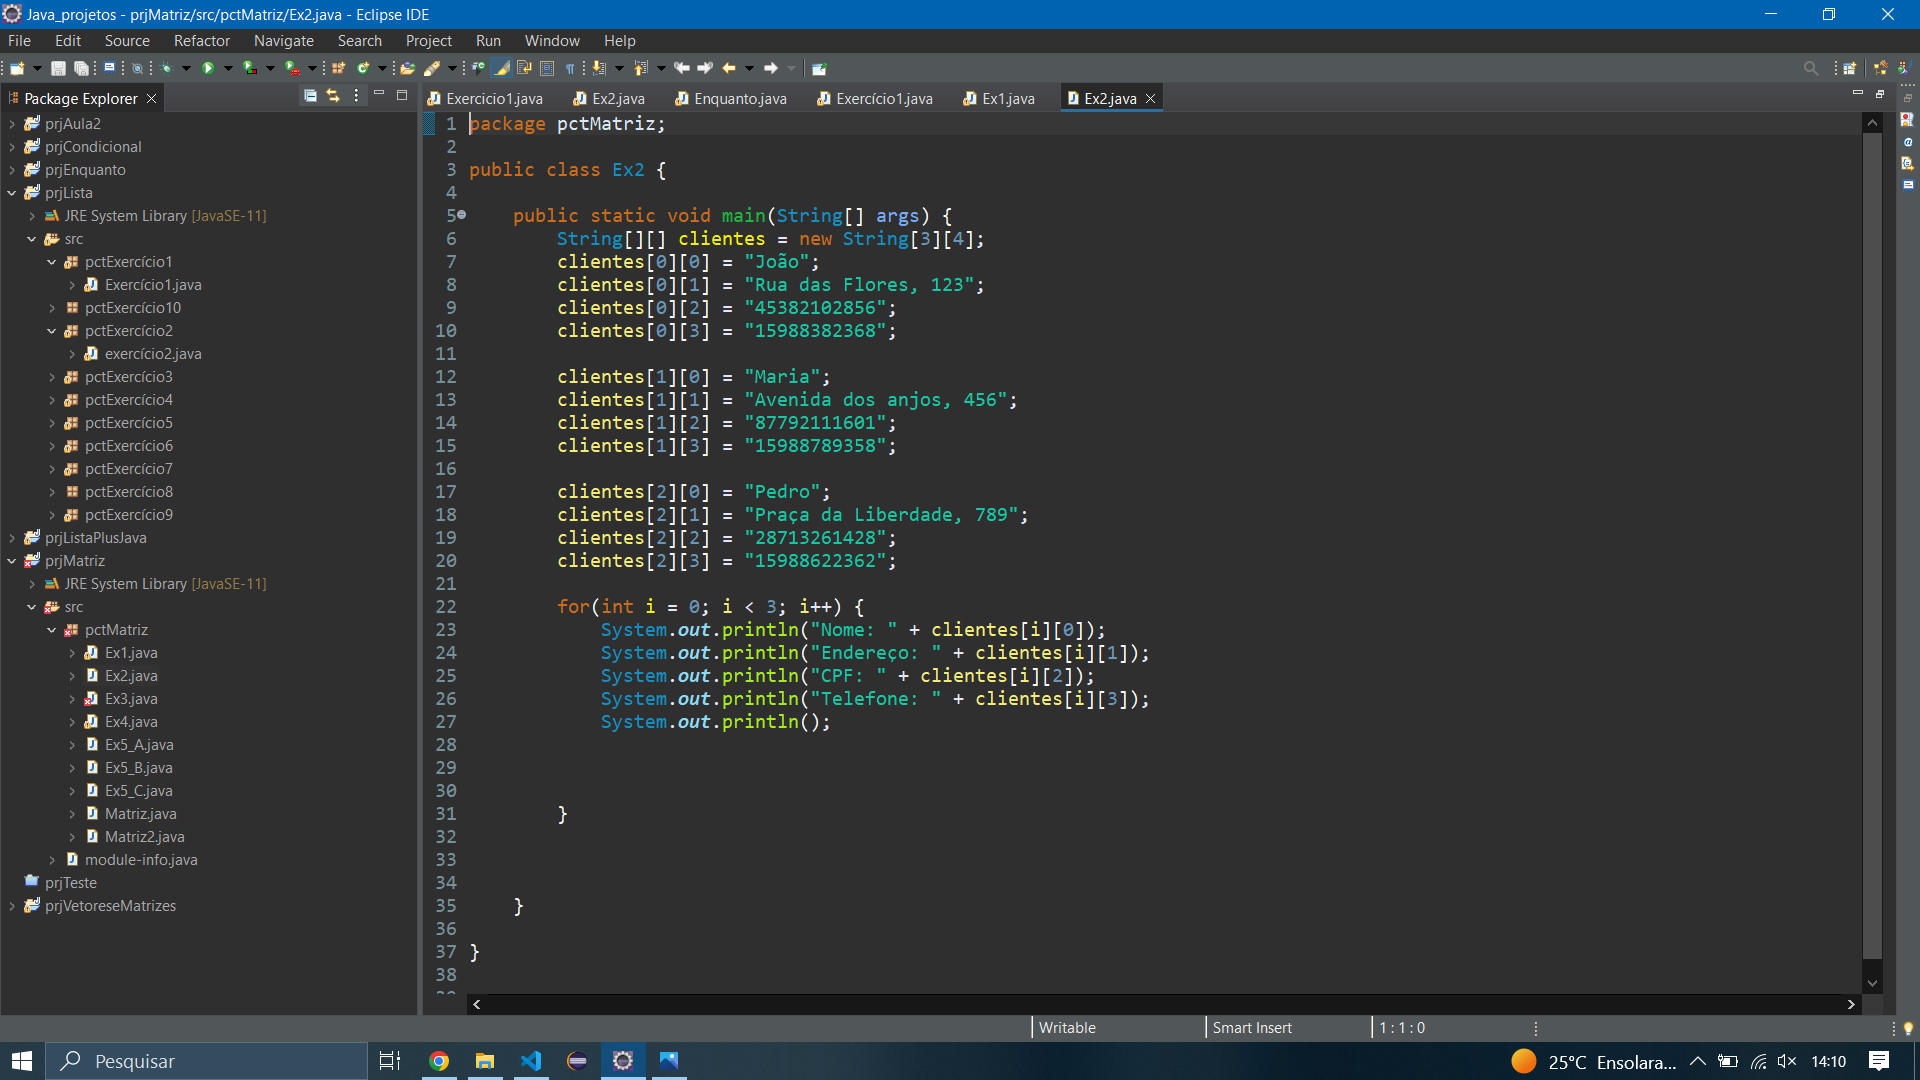 Java_projetos - prjMatriz/src/pctMatriz/Ex2.java - Eclipse IDE
File Edit Source Refactor Navigate Search Project Run Window Help
Package Explorer
Exercicio1.java Ex2.java Enquanto.java Exercício1.java Ex1.java Ex2.java
prjAula2
prjCondicional
prjEnquanto
prjLista
JRE System Library [JavaSE-11]
src
pctExercício1
Exercício1.java
pctExercício10
pctExercício2
exercício2.java
pctExercício3
pctExercício4
pctExercício5
pctExercício6
pctExercício7
pctExercício8
pctExercício9
prjListaPlusJava
prjMatriz
JRE System Library [JavaSE-11]
src
pctMatriz
Ex1.java
Ex2.java
Ex3.java
Ex4.java
Ex5_A.java
Ex5_B.java
Ex5_C.java
Matriz.java
Matriz2.java
module-info.java
prjTeste
prjVetoreseMatrizes
1 package pctMatriz;
2
3 public class Ex2 {
4
5 public static void main(String[] args) {
6 String[][] clientes = new String[3][4];
7 clientes[0][0] = "João";
8 clientes[0][1] = "Rua das Flores, 123";
9 clientes[0][2] = "45382102856";
10 clientes[0][3] = "15988382368";
11
12 clientes[1][0] = "Maria";
13 clientes[1][1] = "Avenida dos anjos, 456";
14 clientes[1][2] = "87792111601";
15 clientes[1][3] = "15988789358";
16
17 clientes[2][0] = "Pedro";
18 clientes[2][1] = "Praça da Liberdade, 789";
19 clientes[2][2] = "28713261428";
20 clientes[2][3] = "15988622362";
21
22 for(int i = 0; i < 3; i++) {
23 System.out.println("Nome: " + clientes[i][0]);
24 System.out.println("Endereço: " + clientes[i][1]);
25 System.out.println("CPF: " + clientes[i][2]);
26 System.out.println("Telefone: " + clientes[i][3]);
27 System.out.println();
28
29
30
31 }
32
33
34
35 }
36
37 }
38
Writable Smart Insert 1 : 1 : 0
Pesquisar 25°C Ensolara... 14:10